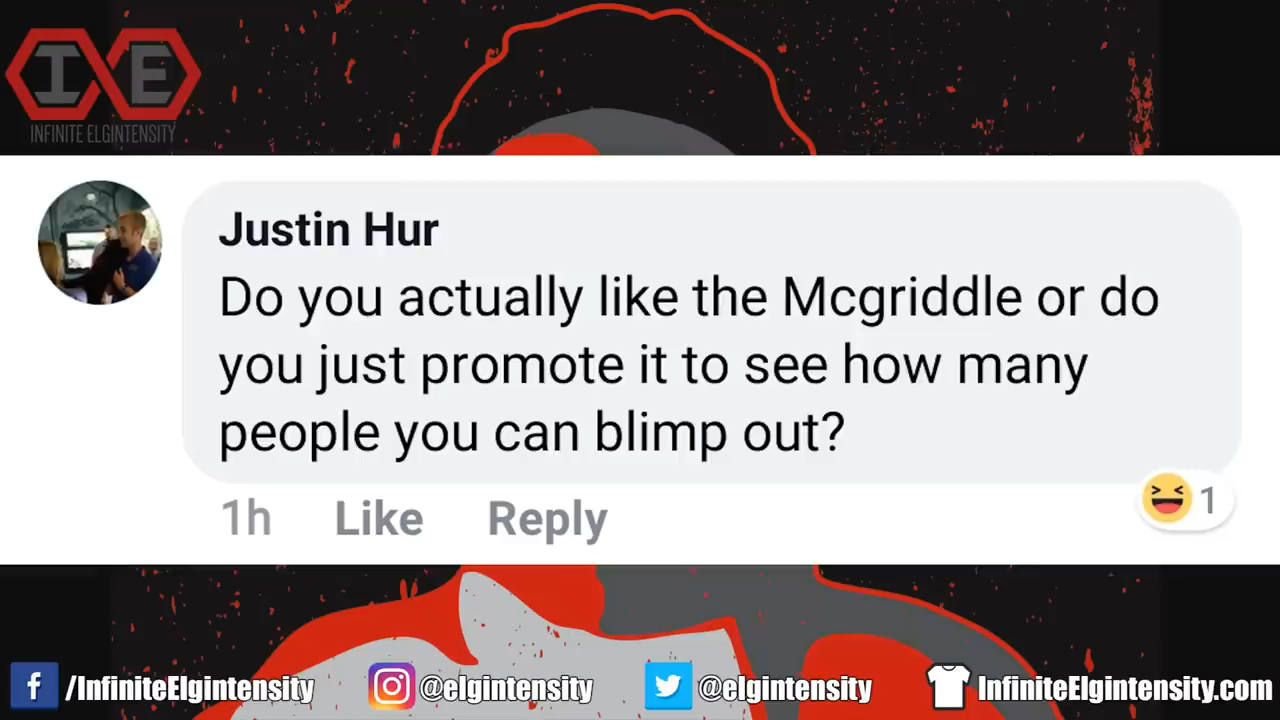 IE
INFINITE ELGINTENSITY
Justin Hur
Do you actually like the Mcgriddle or do
you just promote it to see how many
people you can blimp out?
1h Like Reply
1
f /InfiniteElgintensity @elgintensity @elgintensity InfiniteElgintensity.com